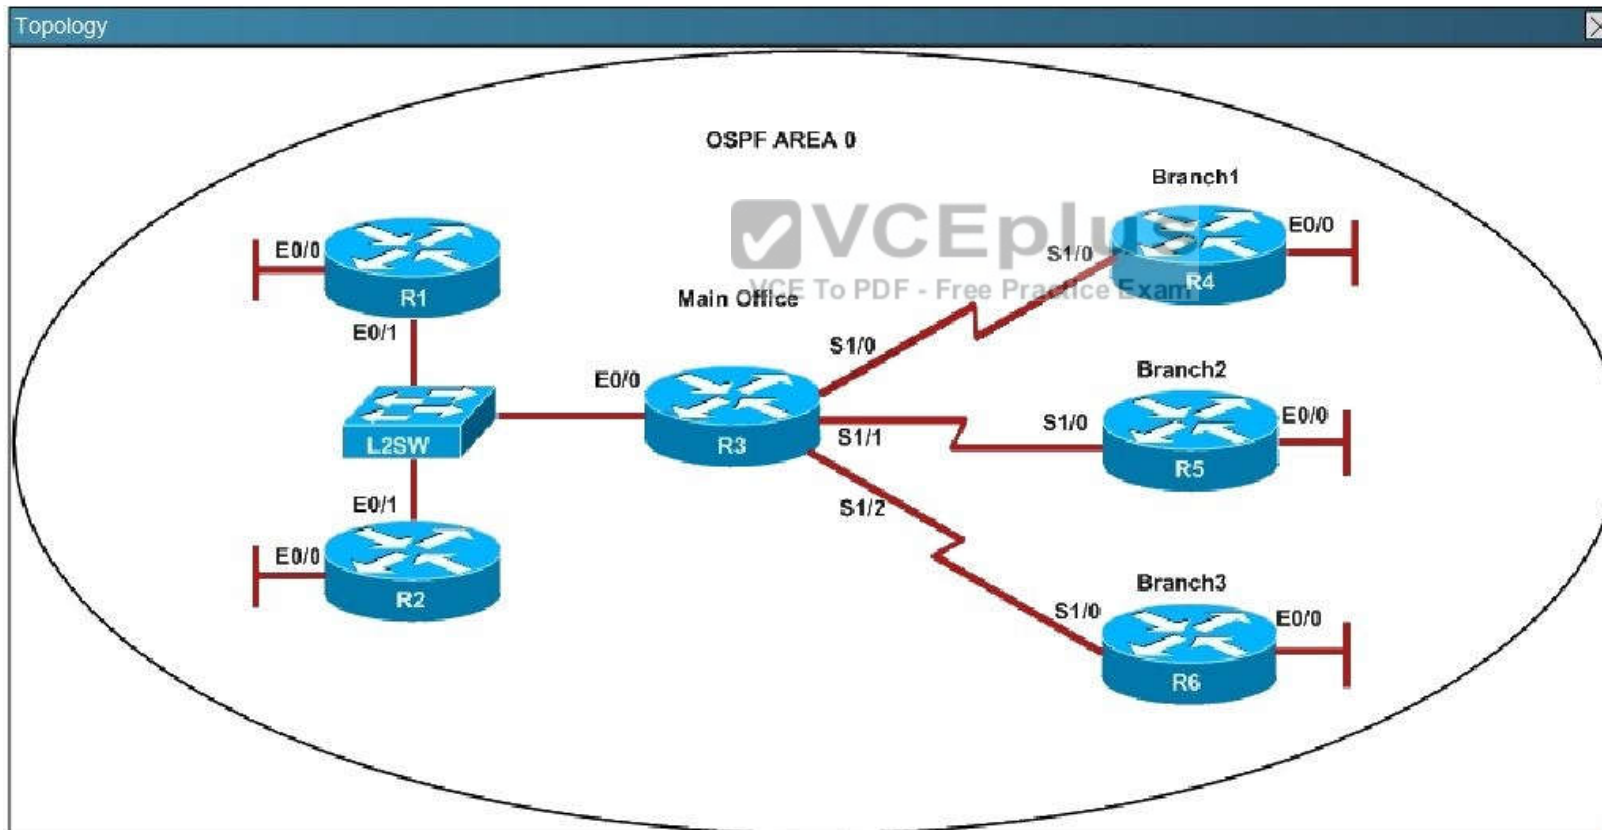 Topology
OSPF AREA 0
Branch1
VCEplus
VCE To PDF - Free Practice Exam
E0/0
R1
E0/1
Main Office
S1/0
S1/0
R4
E0/0
L2SW
E0/0
R3
S1/1
S1/2
Branch2
S1/0
R5
E0/0
E0/1
E0/0
R2
Branch3
S1/0
R6
E0/0